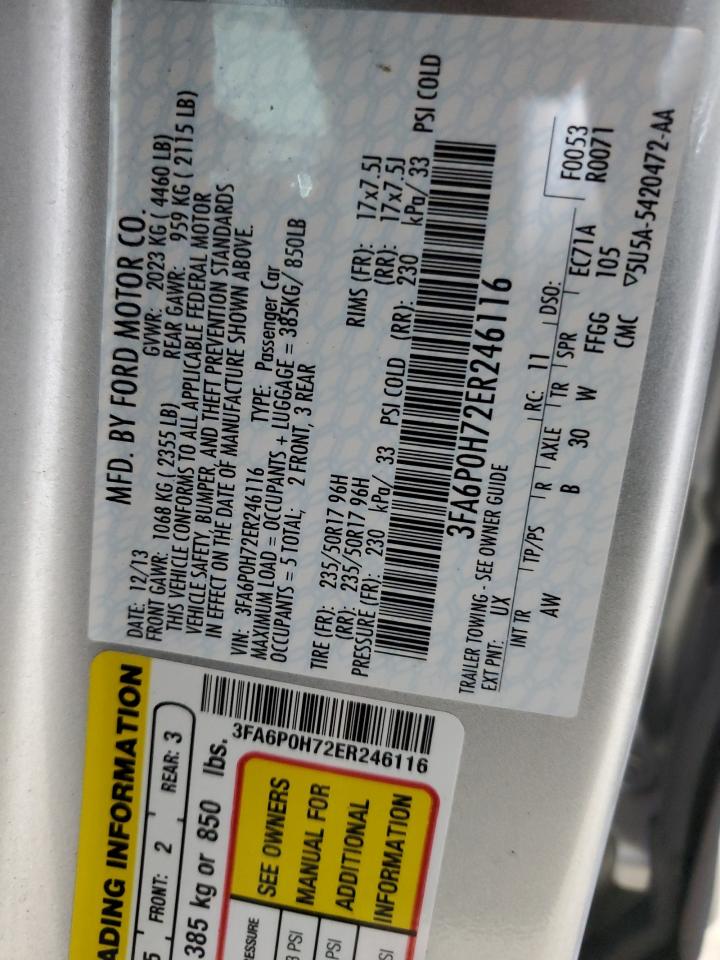 MFD. BY FORD MOTOR CO.
DATE: 12/13 GVWR: 2023 KG ( 4460 LB)
FRONT GAWR: 1068 KG ( 2355 LB) REAR GAWR: 959 KG ( 2115 LB)
THIS VEHICLE CONFORMS TO ALL APPLICABLE FEDERAL MOTOR
VEHICLE SAFETY, BUMPER, AND THEFT PREVENTION STANDARDS
IN EFFECT ON THE DATE OF MANUFACTURE SHOWN ABOVE.
VIN: 3FA6P0H72ER246116 TYPE: Passenger Car
MAXIMUM LOAD = OCCUPANTS + LUGGAGE = 385KG/ 850LB
OCCUPANTS = 5 TOTAL; 2 FRONT, 3 REAR
TIRE (FR): 235/50R17 96H RIMS (FR): 17x7.5J
(RR): 235/50R17 96H (RR): 17x7.5J
PRESSURE (FR): 230 kPa/ 33 PSI COLD (RR): 230 kPa/ 33 PSI COLD
3FA6P0H72ER246116
TRAILER TOWING - SEE OWNER GUIDE
EXT PNT: UX RC: 11 DSO: F0053
R0071
INT TR TP/PS R AXLE TR SPR EC71A
AW B 30 W FFGG 105
CMC ▽5U5A-5420472-AA
ADING INFORMATION
5 FRONT: 2 REAR: 3
385 kg or 850 lbs.
3FA6P0H72ER246116
ESSURE
PSI
PSI
SI
SEE OWNERS
MANUAL FOR
ADDITIONAL
INFORMATION